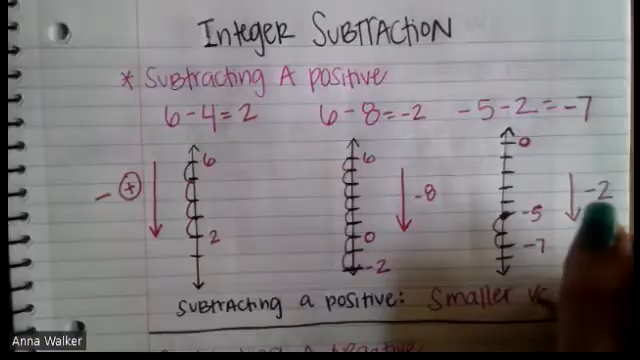 Integer Subtraction
* Subtracting A positive
6 - 4 = 2 6 - 8 = -2 -5 - 2 = -7
6 6 0
- + -8 -2
2 0 -5
-2 -7
Subtracting a positive: Smaller
Anna Walker